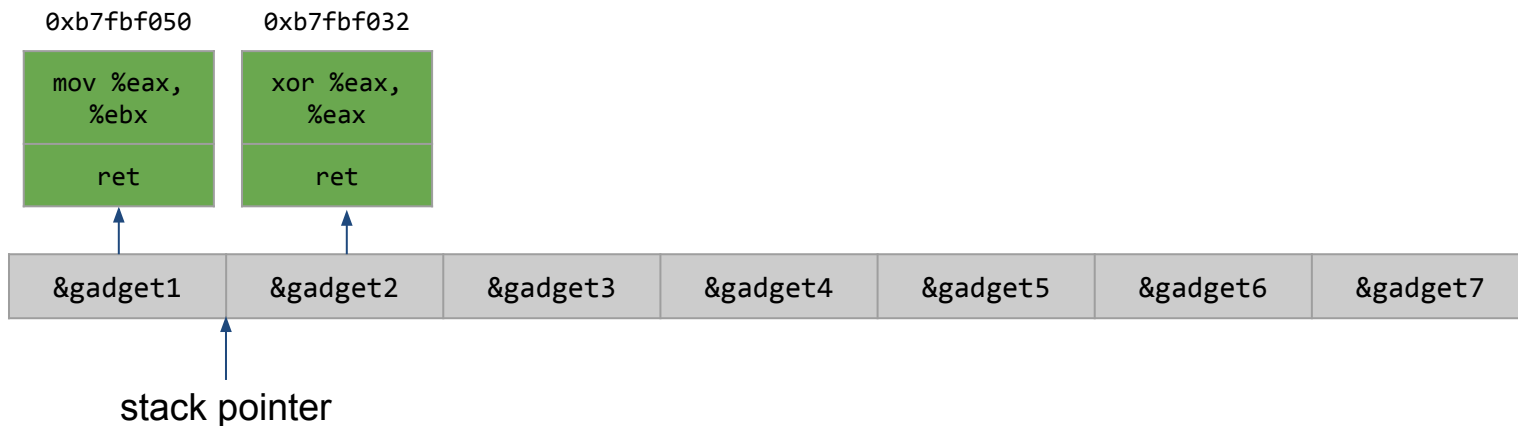 0xb7fbf050 0xb7fbf032
mov %eax,
%ebx
ret
xor %eax,
%eax
ret
&gadget1 &gadget2 &gadget3 &gadget4 &gadget5 &gadget6 &gadget7
stack pointer